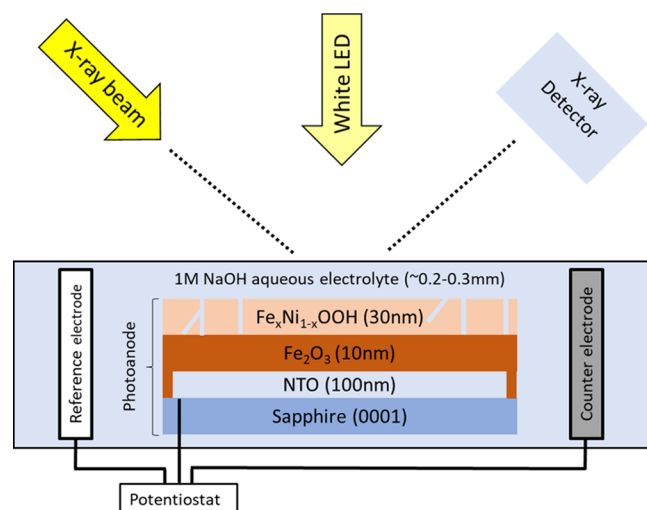 X-ray beam
White LED
X-ray
Detector
1M NaOH aqueous electrolyte (~0.2-0.3mm)
Reference electrode
Photoanode
FeₓNi₁₋ₓOOH (30nm)
Fe₂O₃ (10nm)
NTO (100nm)
Sapphire (0001)
Counter electrode
Potentiostat